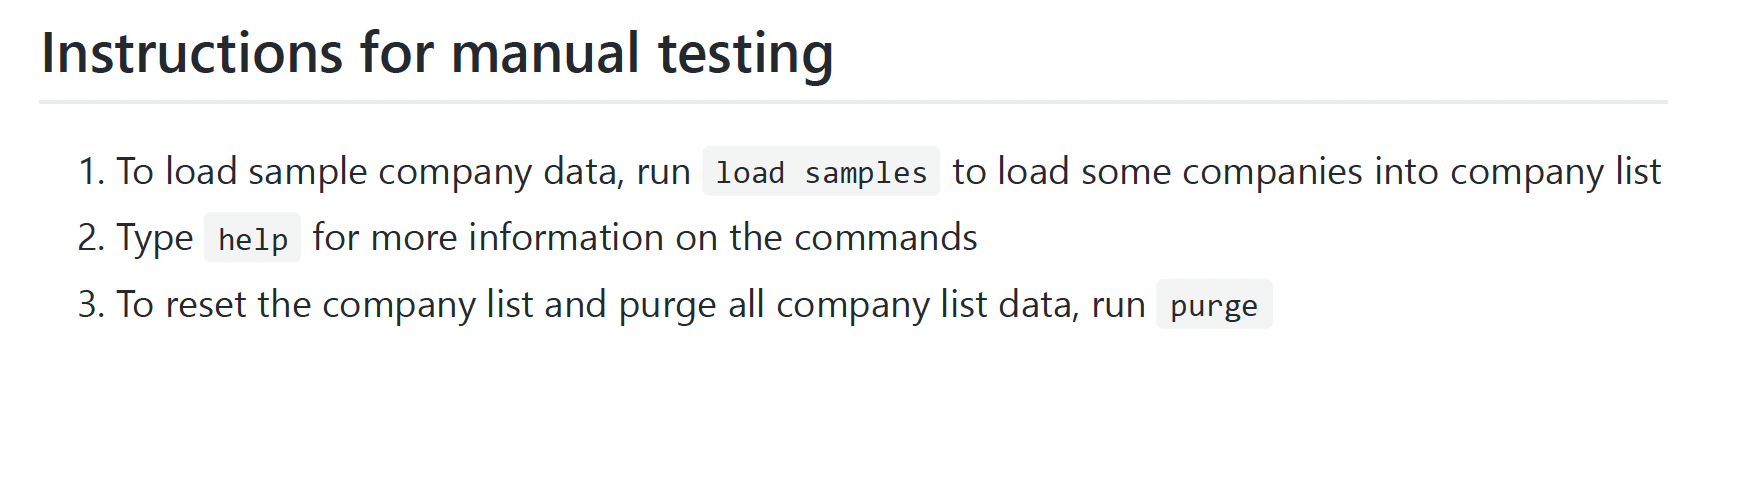 Instructions for manual testing
1. To load sample company data, run load samples to load some companies into company list
2. Type help for more information on the commands
3. To reset the company list and purge all company list data, run purge